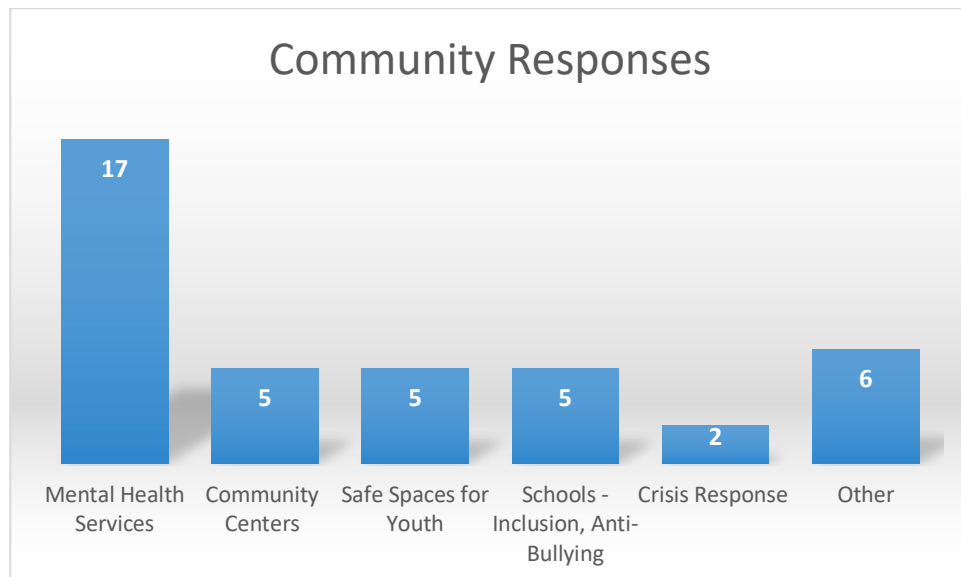 Community Responses
17
5
5
5
2
6
Mental Health
Services
Community
Centers
Safe Spaces for
Youth
Schools -
Inclusion, Anti-
Bullying
Crisis Response
Other